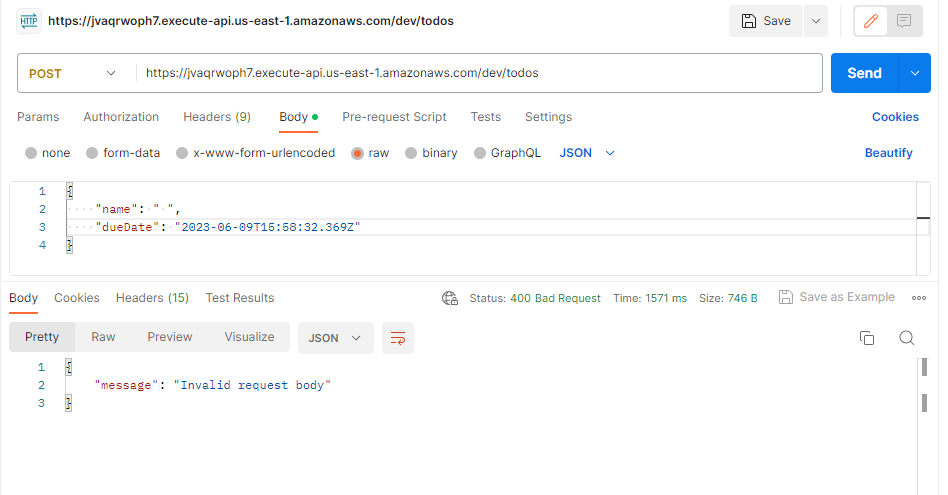 HTTP https://jvaqrwoph7.execute-api.us-east-1.amazonaws.com/dev/todos Save
POST https://jvaqrwoph7.execute-api.us-east-1.amazonaws.com/dev/todos Send
Params Authorization Headers (9) Body Pre-request Script Tests Settings Cookies
none form-data x-www-form-urlencoded raw binary GraphQL JSON Beautify
1 {
2 "name": " ",
3 "dueDate": "2023-06-09T15:58:32.369Z"
4 }
Body Cookies Headers (15) Test Results Status: 400 Bad Request Time: 1571 ms Size: 746 B Save as Example
Pretty Raw Preview Visualize JSON
1 {
2 "message": "Invalid request body"
3 }